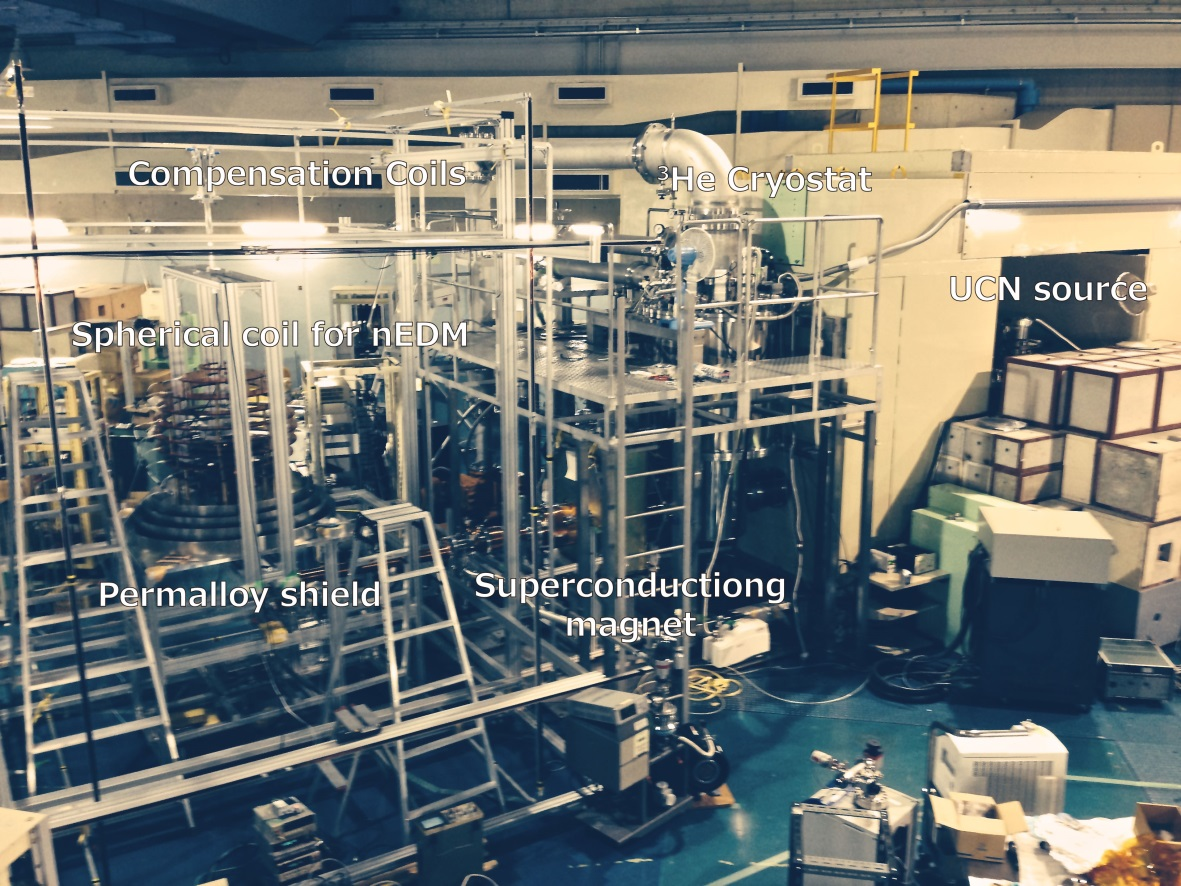 Compensation Coils
³He Cryostat
UCN source
Spherical coil for nEDM
Permalloy shield
Superconductiong
magnet